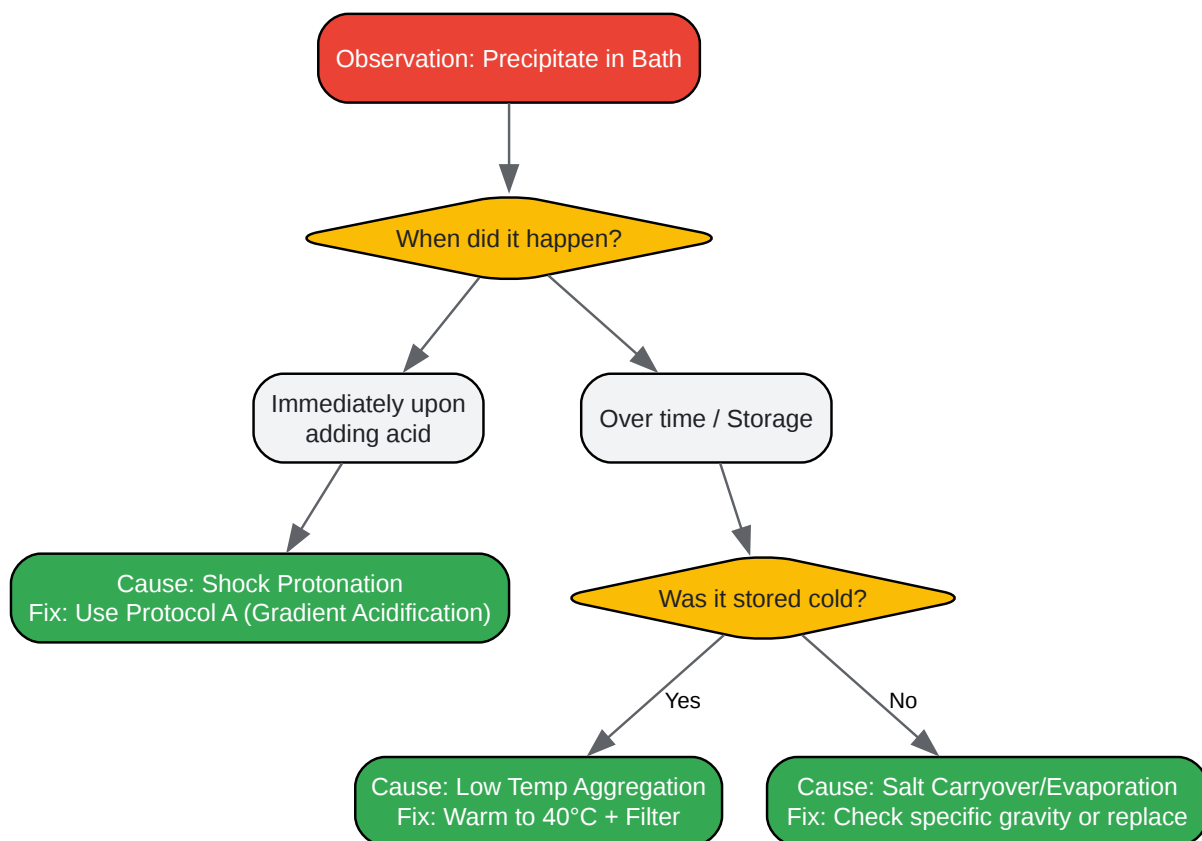 Observation: Precipitate in Bath
When did it happen?
Immediately upon
adding acid
Over time / Storage
Cause: Shock Protonation
Fix: Use Protocol A (Gradient Acidification)
Was it stored cold?
Yes
No
Cause: Low Temp Aggregation
Fix: Warm to 40°C + Filter
Cause: Salt Carryover/Evaporation
Fix: Check specific gravity or replace